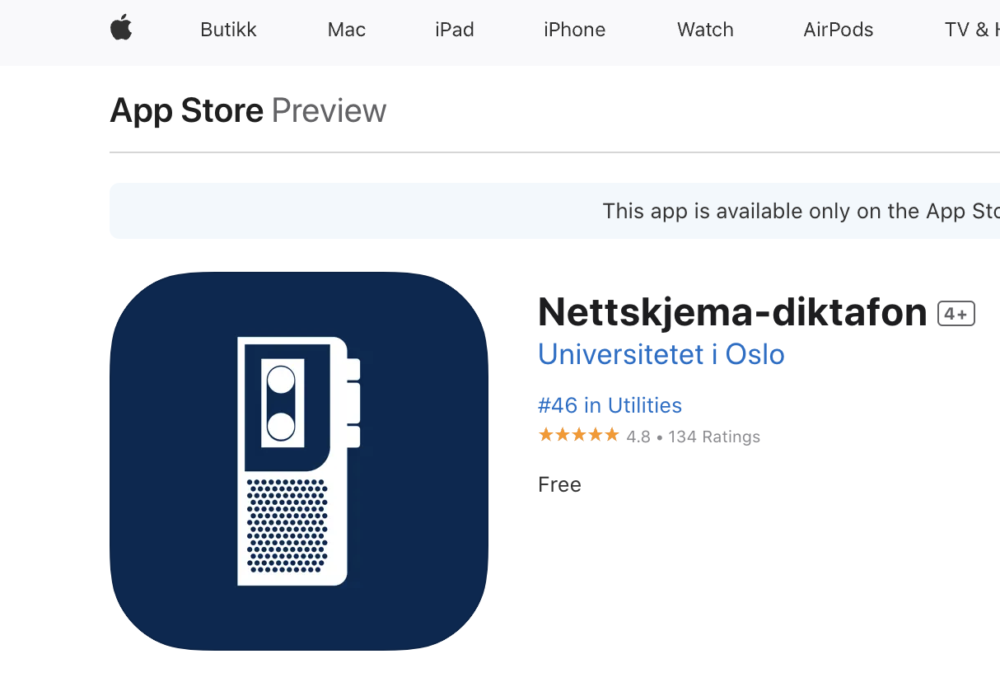 Butikk Mac iPad iPhone Watch AirPods TV &
App Store Preview
This app is available only on the App
Nettskjema-diktafon 4+
Universitetet i Oslo
#46 in Utilities
4.8 • 134 Ratings
Free